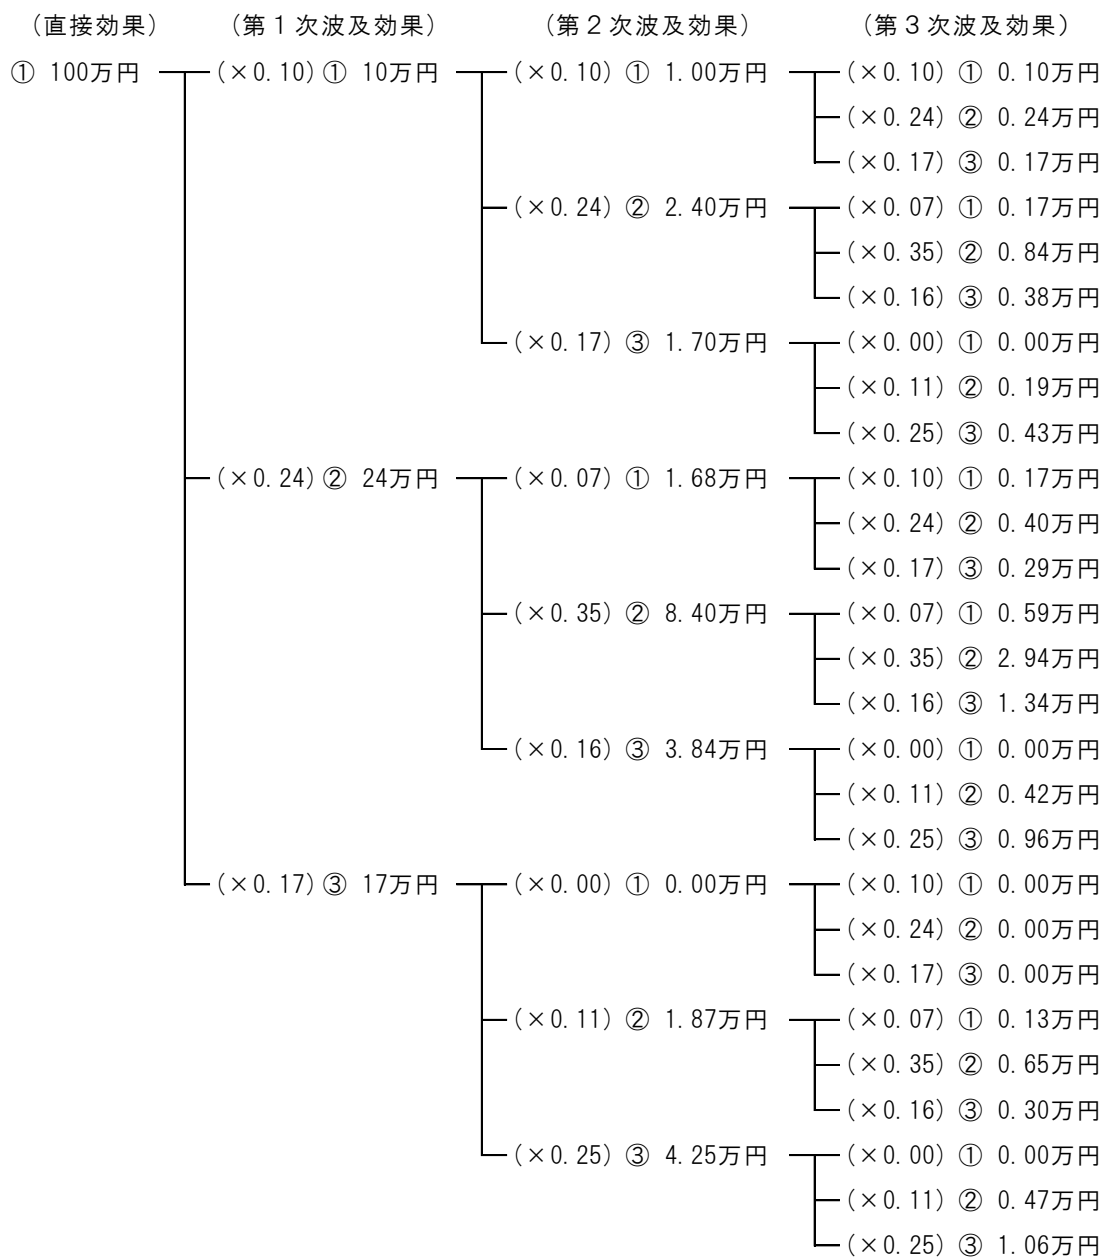 （直接効果） （第１次波及効果） （第２次波及効果） （第３次波及効果）
① 100万円 (×0.10)① 10万円 (×0.10) ① 1.00万円 (×0.10) ① 0.10万円
(×0.24) ② 0.24万円
(×0.17) ③ 0.17万円
(×0.24) ② 2.40万円 (×0.07) ① 0.17万円
(×0.35) ② 0.84万円
(×0.16) ③ 0.38万円
(×0.17) ③ 1.70万円 (×0.00) ① 0.00万円
(×0.11) ② 0.19万円
(×0.25) ③ 0.43万円
(×0.24)② 24万円 (×0.07) ① 1.68万円 (×0.10) ① 0.17万円
(×0.24) ② 0.40万円
(×0.17) ③ 0.29万円
(×0.35) ② 8.40万円 (×0.07) ① 0.59万円
(×0.35) ② 2.94万円
(×0.16) ③ 1.34万円
(×0.16) ③ 3.84万円 (×0.00) ① 0.00万円
(×0.11) ② 0.42万円
(×0.25) ③ 0.96万円
(×0.17)③ 17万円 (×0.00) ① 0.00万円 (×0.10) ① 0.00万円
(×0.24) ② 0.00万円
(×0.17) ③ 0.00万円
(×0.11) ② 1.87万円 (×0.07) ① 0.13万円
(×0.35) ② 0.65万円
(×0.16) ③ 0.30万円
(×0.25) ③ 4.25万円 (×0.00) ① 0.00万円
(×0.11) ② 0.47万円
(×0.25) ③ 1.06万円